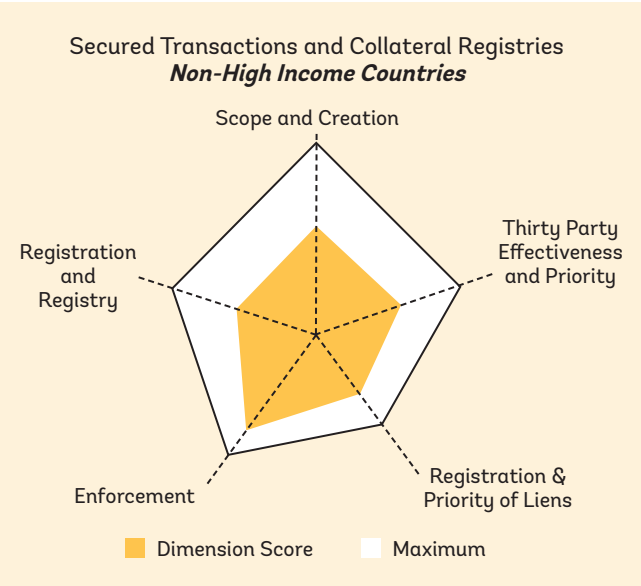 Secured Transactions and Collateral Registries
Non-High Income Countries
Scope and Creation
Thirty Party
Effectiveness
and Priority
Registration
and
Registry
Registration &
Priority of Liens
Enforcement
Dimension Score
Maximum